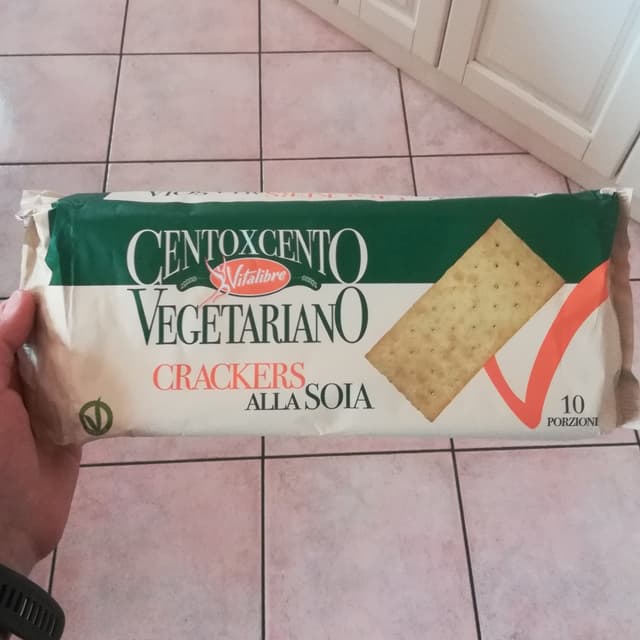 CENTOXCENTO
Vitalibre
VEGETARIANO
CRACKERS
ALLA SOIA
10
PORZIONI